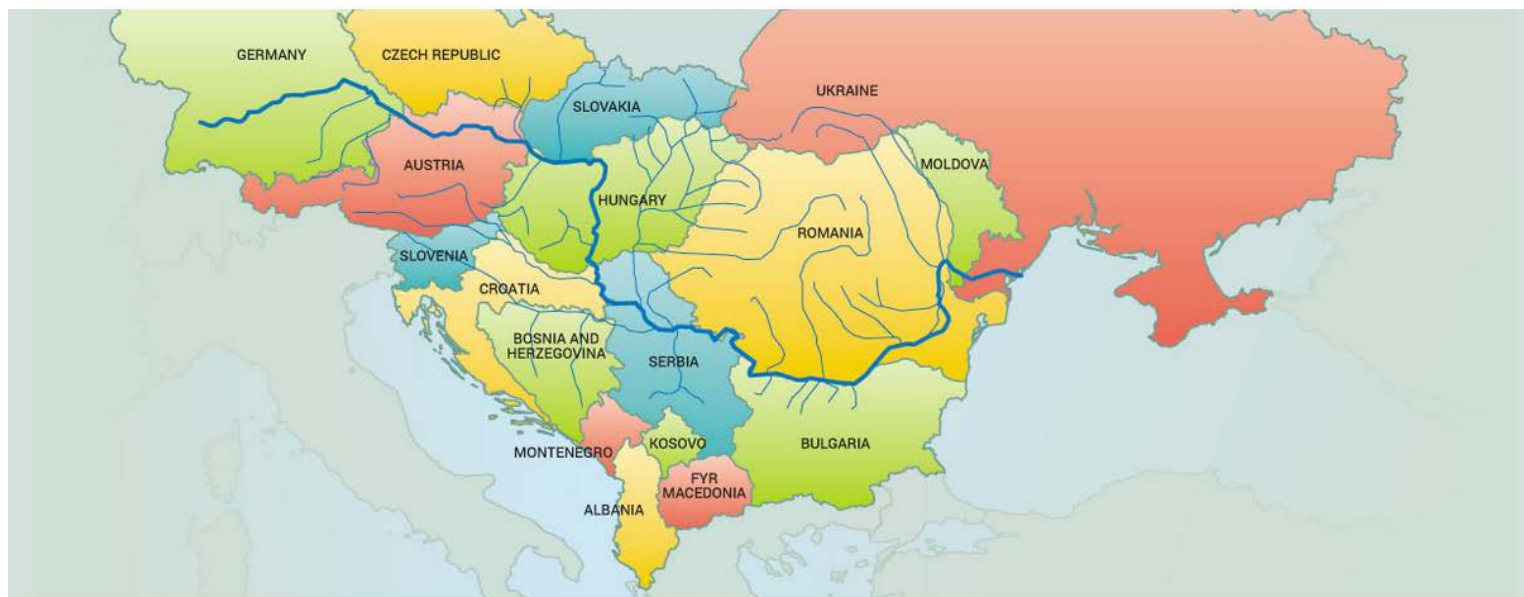 GERMANY
CZECH REPUBLIC
UKRAINE
SLOVAKIA
AUSTRIA
MOLDOVA
HUNGARY
ROMANIA
SLOVENIA
CROATIA
BOSNIA AND
HERZEGOVINA
SERBIA
MONTENEGRO
KOSOVO
BULGARIA
FYR
MACEDONIA
ALBANIA